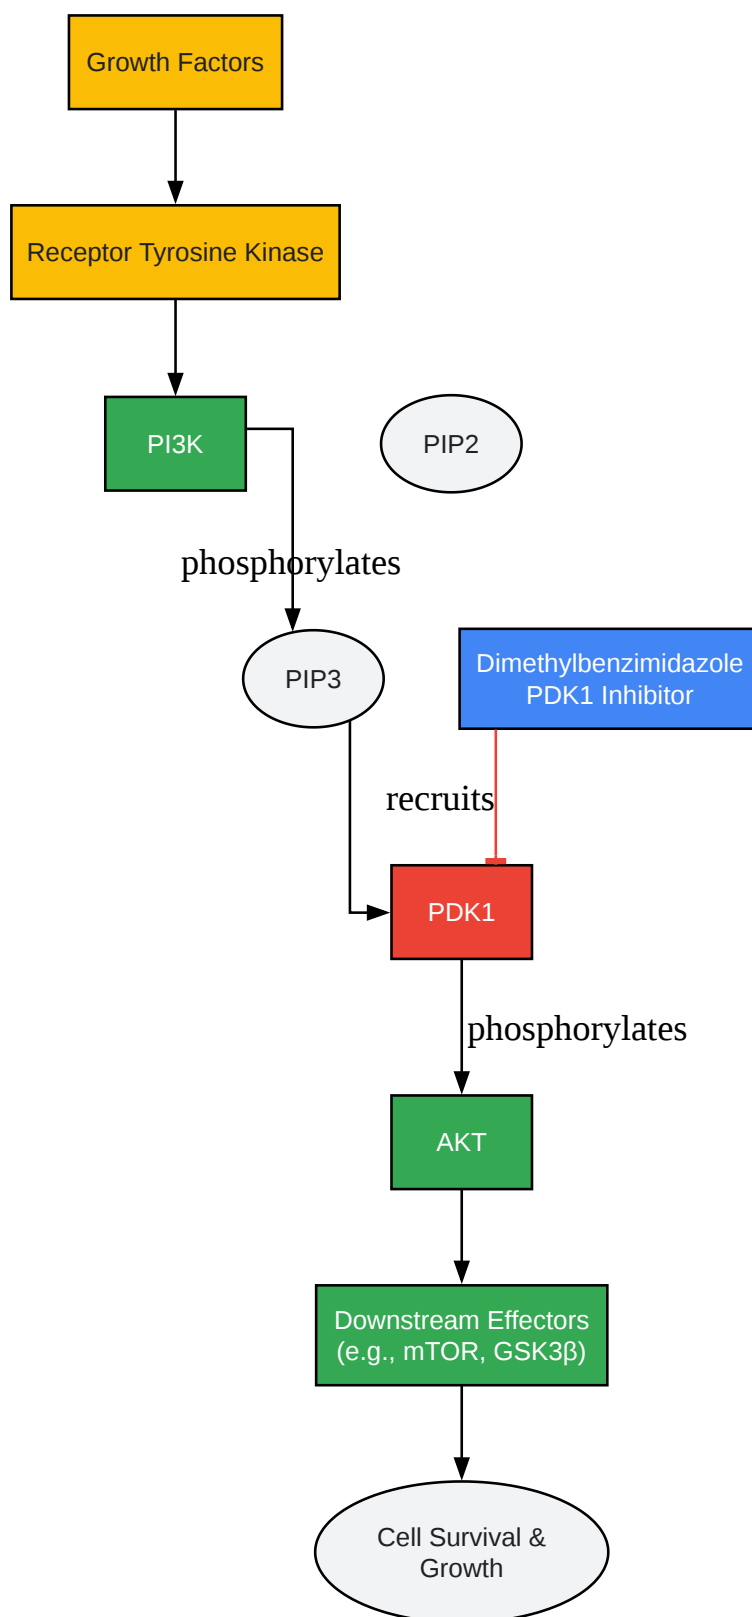 Growth Factors
Receptor Tyrosine Kinase
PI3K
PIP2
phosphorylates
PIP3
Dimethylbenzimidazole
PDK1 Inhibitor
recruits
PDK1
phosphorylates
AKT
Downstream Effectors
(e.g., mTOR, GSK3β)
Cell Survival &
Growth